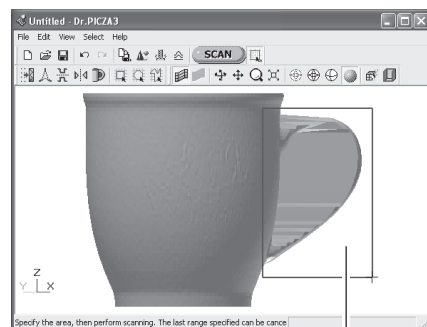 Untitled - Dr.PICZA3
File Edit View Select Help
SCAN
Z
Y X
Specify the area, then perform scanning. The last range specified can be cance